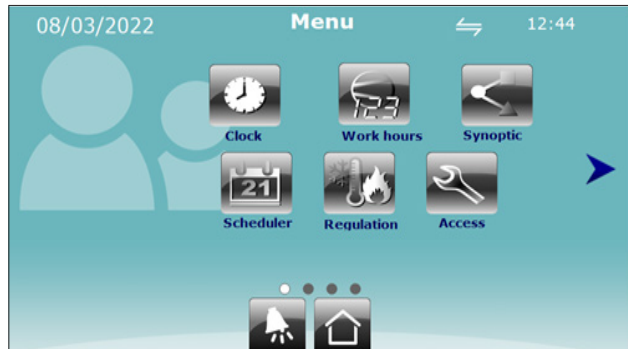 08/03/2022 Menu 12:44
Clock Work hours Synoptic
123
21
Scheduler Regulation Access